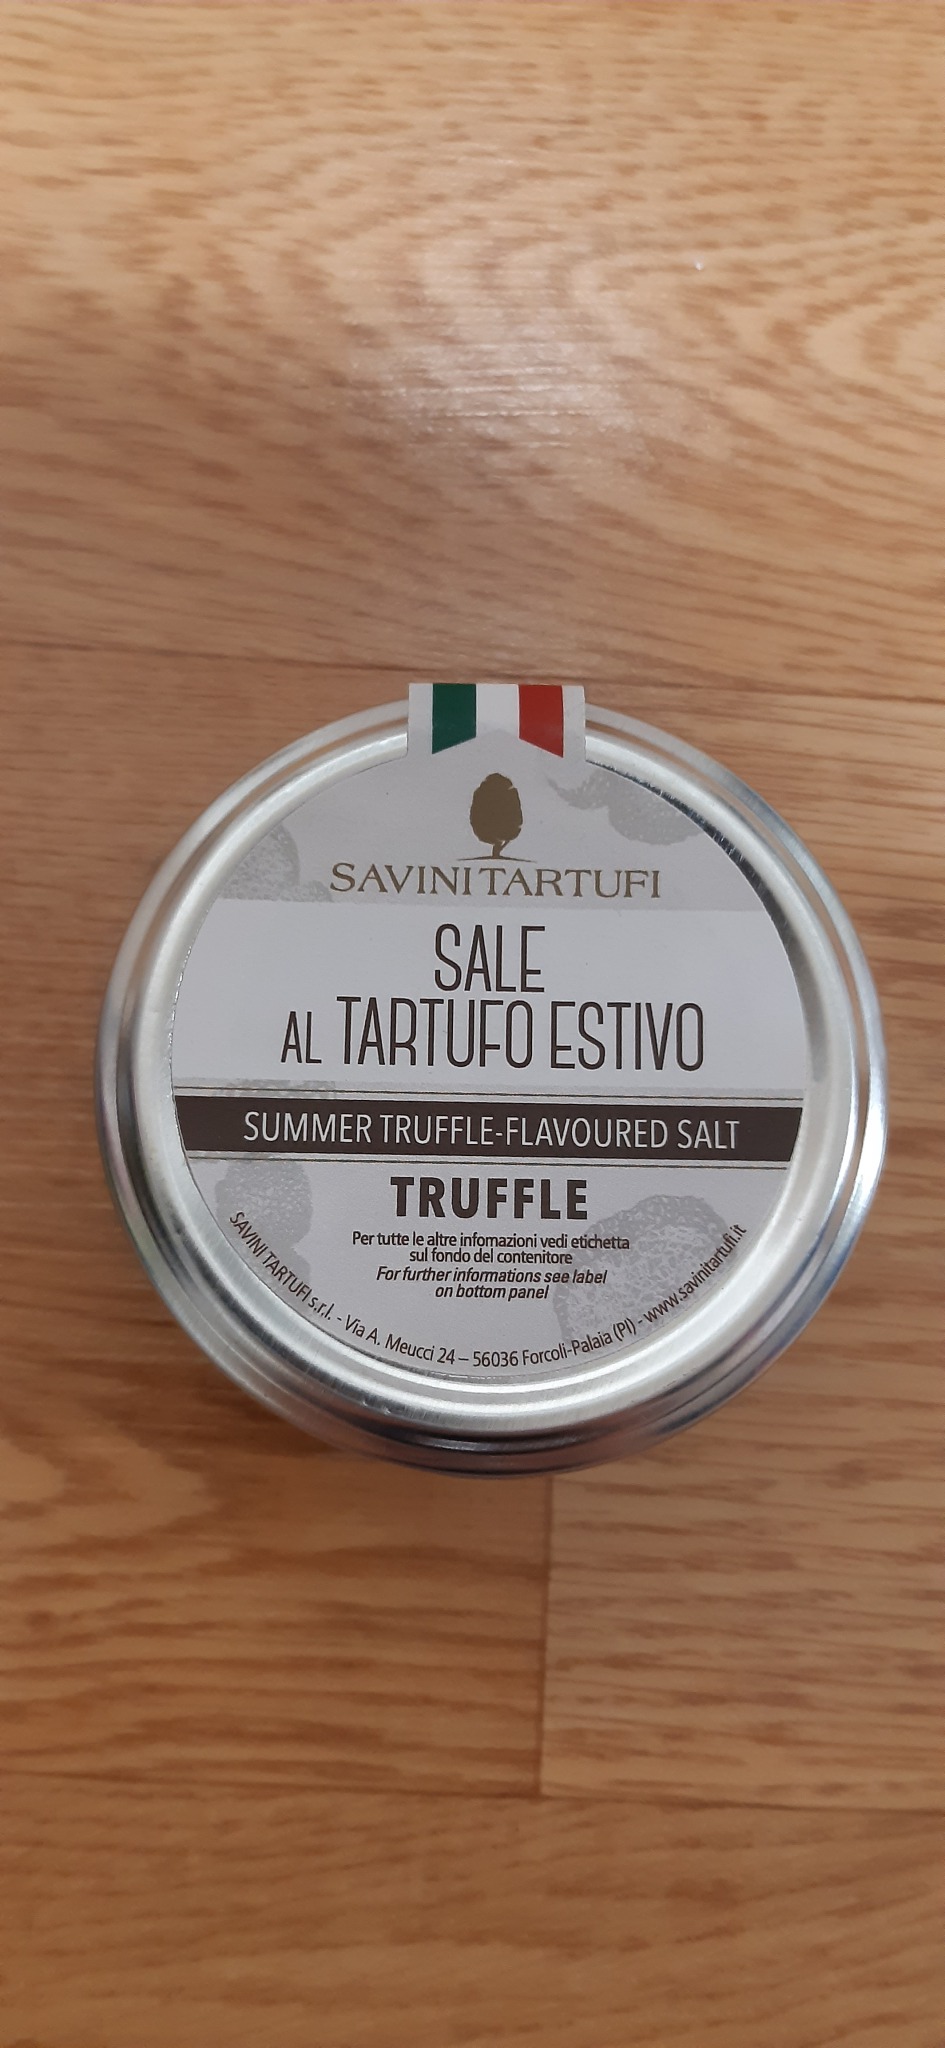 SAVINI TARTUFI
SALE
AL TARTUFO ESTIVO
SUMMER TRUFFLE-FLAVOURED SALT
TRUFFLE
Per tutte le altre infomazioni vedi etichetta
sul fondo del contenitore
For further informations see label
on bottom panel
SAVINI TARTUFI s.r.l. - Via A. Meucci 24 – 56036 Forcoli-Palaia (PI) - www.savinitartufi.it